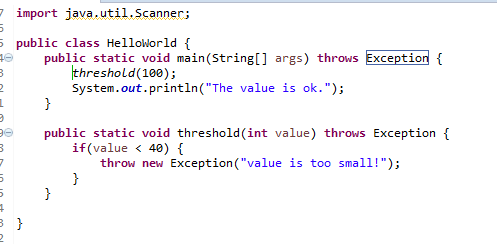 import java.util.Scanner;
public class HelloWorld {
public static void main(String[] args) throws Exception {
threshold(100);
System.out.println("The value is ok.");
}
public static void threshold(int value) throws Exception {
if(value < 40) {
throw new Exception("value is too small!");
}
}
}